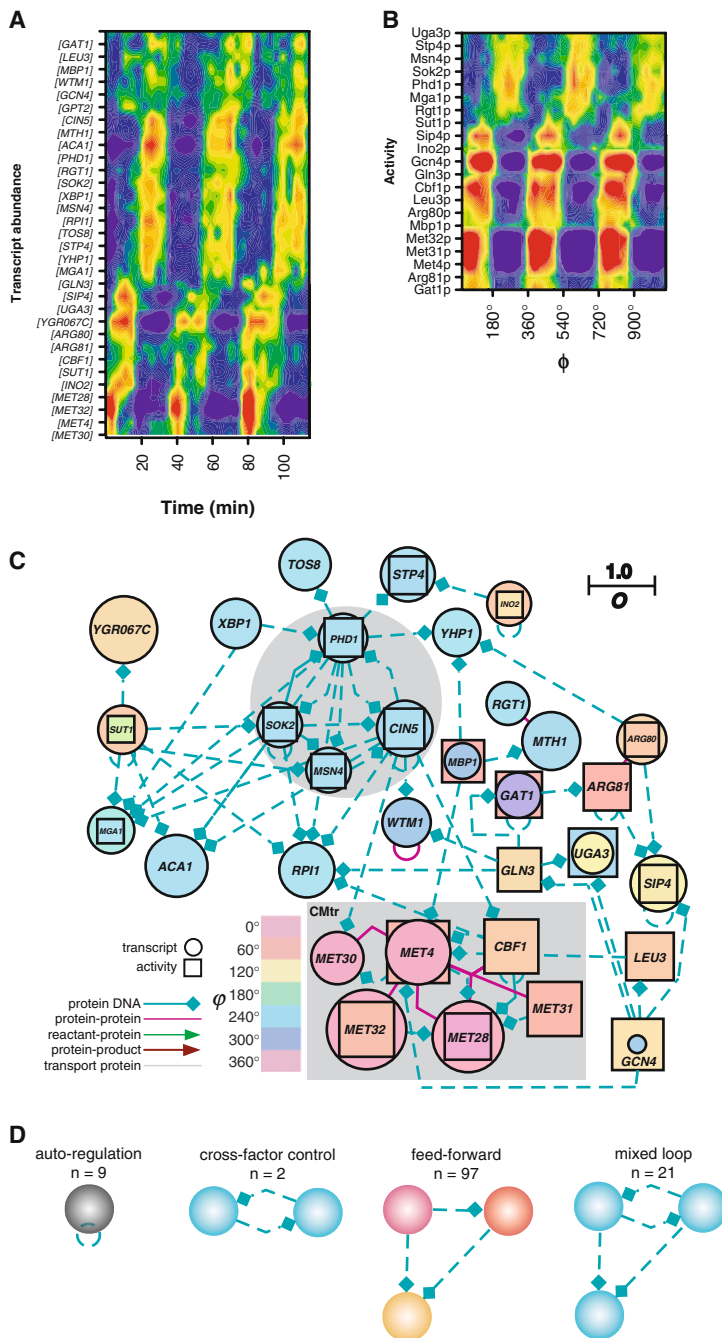 A
Transcript abundance
[GAT1]
[LEU3]
[MBP1]
[WTM1]
[GCN4]
[GPT2]
[CIN5]
[MTH1]
[ACA1]
[PHD1]
[RGT1]
[SOK2]
[XBP1]
[MSN4]
[RPI1]
[TOS8]
[STP4]
[YHP1]
[MGA1]
[GLN3]
[SIP4]
[UGA3]
[YGR067C]
[ARG80]
[ARG81]
[CBF1]
[SUT1]
[INO2]
[MET28]
[MET32]
[MET4]
[MET30]
20
40
60
80
100
Time (min)
B
Activity
Uga3p
Stp4p
Msn4p
Sok2p
Phd1p
Mga1p
Rgt1p
Sut1p
Sip4p
Ino2p
Gcn4p
Gln3p
Cbf1p
Leu3p
Arg80p
Mbp1p
Met32p
Met31p
Met4p
Arg81p
Gat1p
180°
360°
540°
720°
900°
ϕ
C
TOS8
STP4
1.0
O
INO2
YGR067C
XBP1
PHD1
YHP1
RGT1
SUT1
SOK2
CIN5
MTH1
ARG80
MSN4
MBP1
GAT1
ARG81
MGA1
ACA1
RPI1
WTM1
GLN3
UGA3
SIP4
CMtr
MET30
MET4
CBF1
LEU3
MET32
MET28
MET31
GCN4
transcript
activity
protein DNA
protein-protein
reactant-protein
protein-product
transport protein
φ
0°
60°
120°
180°
240°
300°
360°
D
auto-regulation
n = 9
cross-factor control
n = 2
feed-forward
n = 97
mixed loop
n = 21